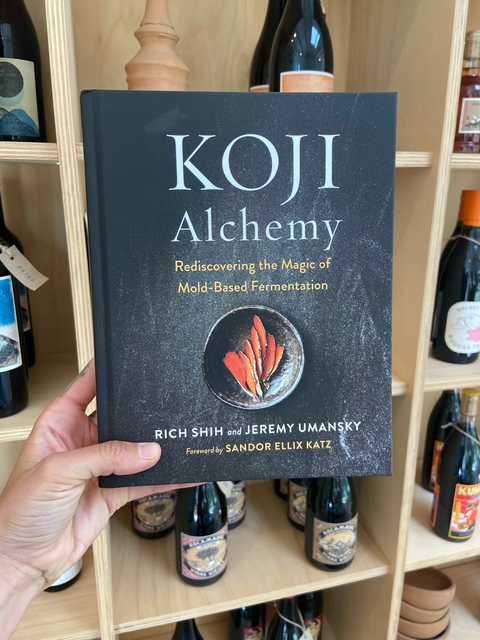 KOJI
Alchemy
Rediscovering the Magic of
Mold-Based Fermentation
RICH SHIH and JEREMY UMANSKY
Foreword by SANDOR ELLIX KATZ